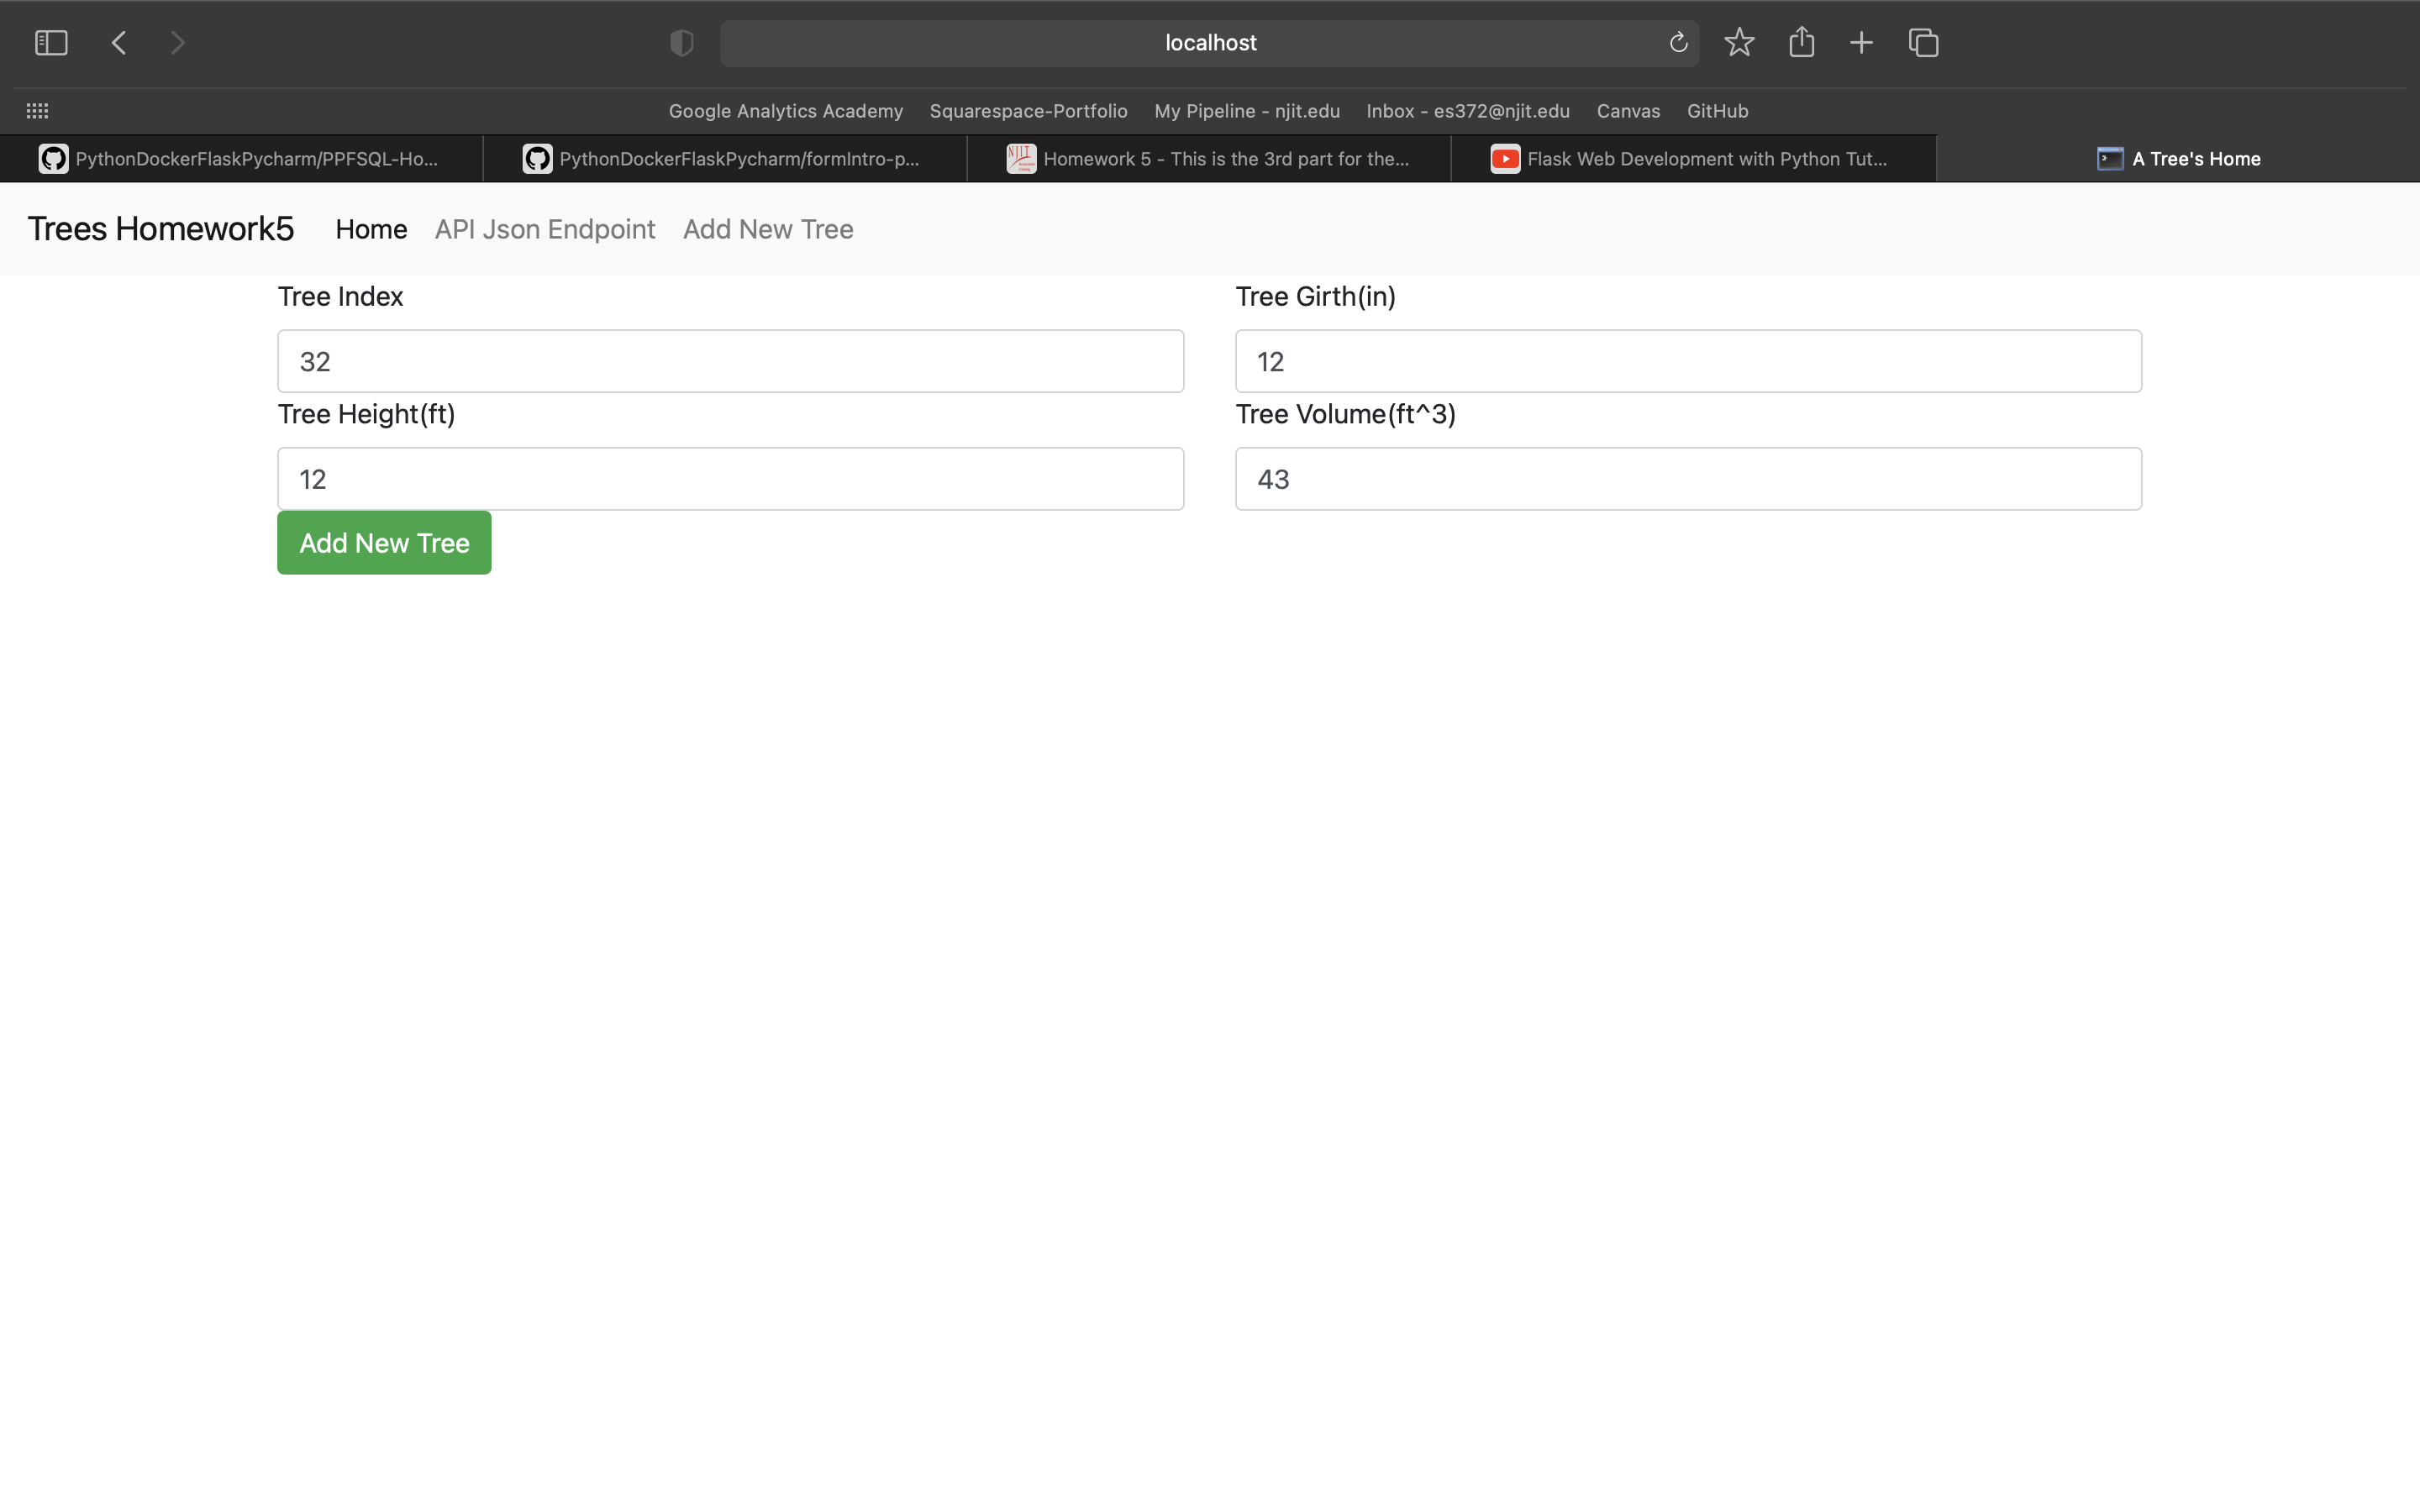 localhost
Google Analytics Academy Squarespace-Portfolio My Pipeline - njit.edu Inbox - es372@njit.edu Canvas GitHub
PythonDockerFlaskPycharm/PPFSQL-Ho... PythonDockerFlaskPycharm/formIntro-p... NJIT Homework 5 - This is the 3rd part for the... Flask Web Development with Python Tut... A Tree's Home
Trees Homework5 Home API Json Endpoint Add New Tree
Tree Index Tree Girth(in)
32 12
Tree Height(ft) Tree Volume(ft^3)
12 43
Add New Tree